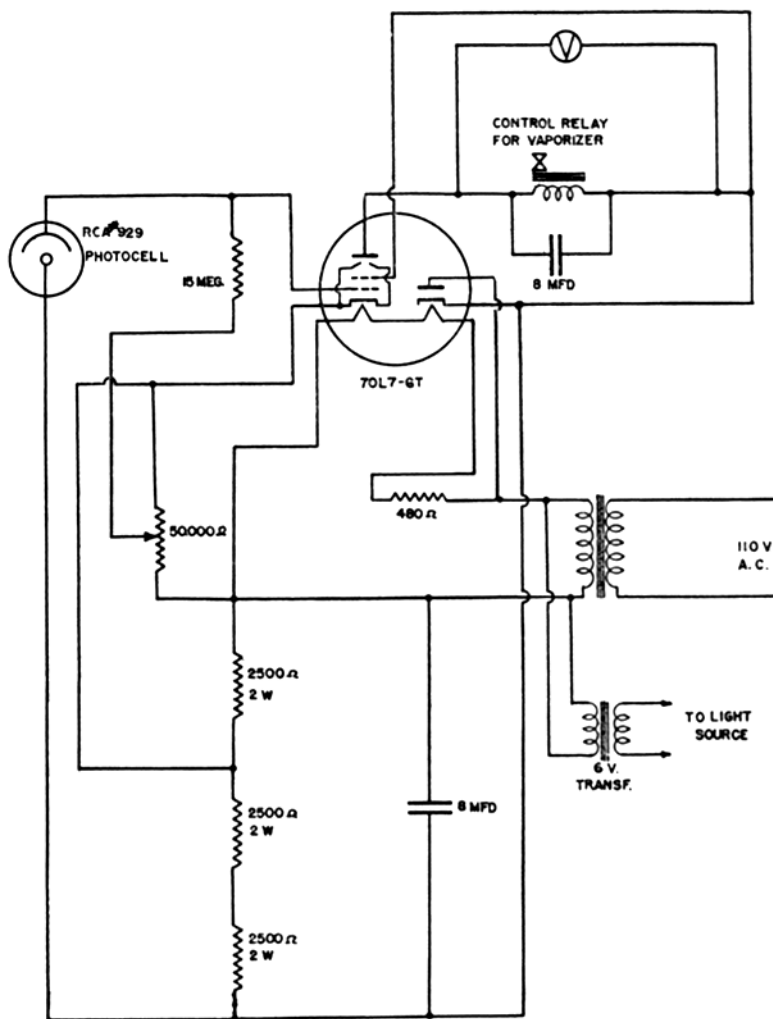 V
CONTROL RELAY
FOR VAPORIZER
RCA#929
PHOTOCELL
15 MEG.
8 MFD
70L7-GT
480 Ω
50,000 Ω
110 V
A.C.
2500 Ω
2 W
TO LIGHT
SOURCE
6 V.
TRANSF.
2500 Ω
2 W
8 MFD
2500 Ω
2 W